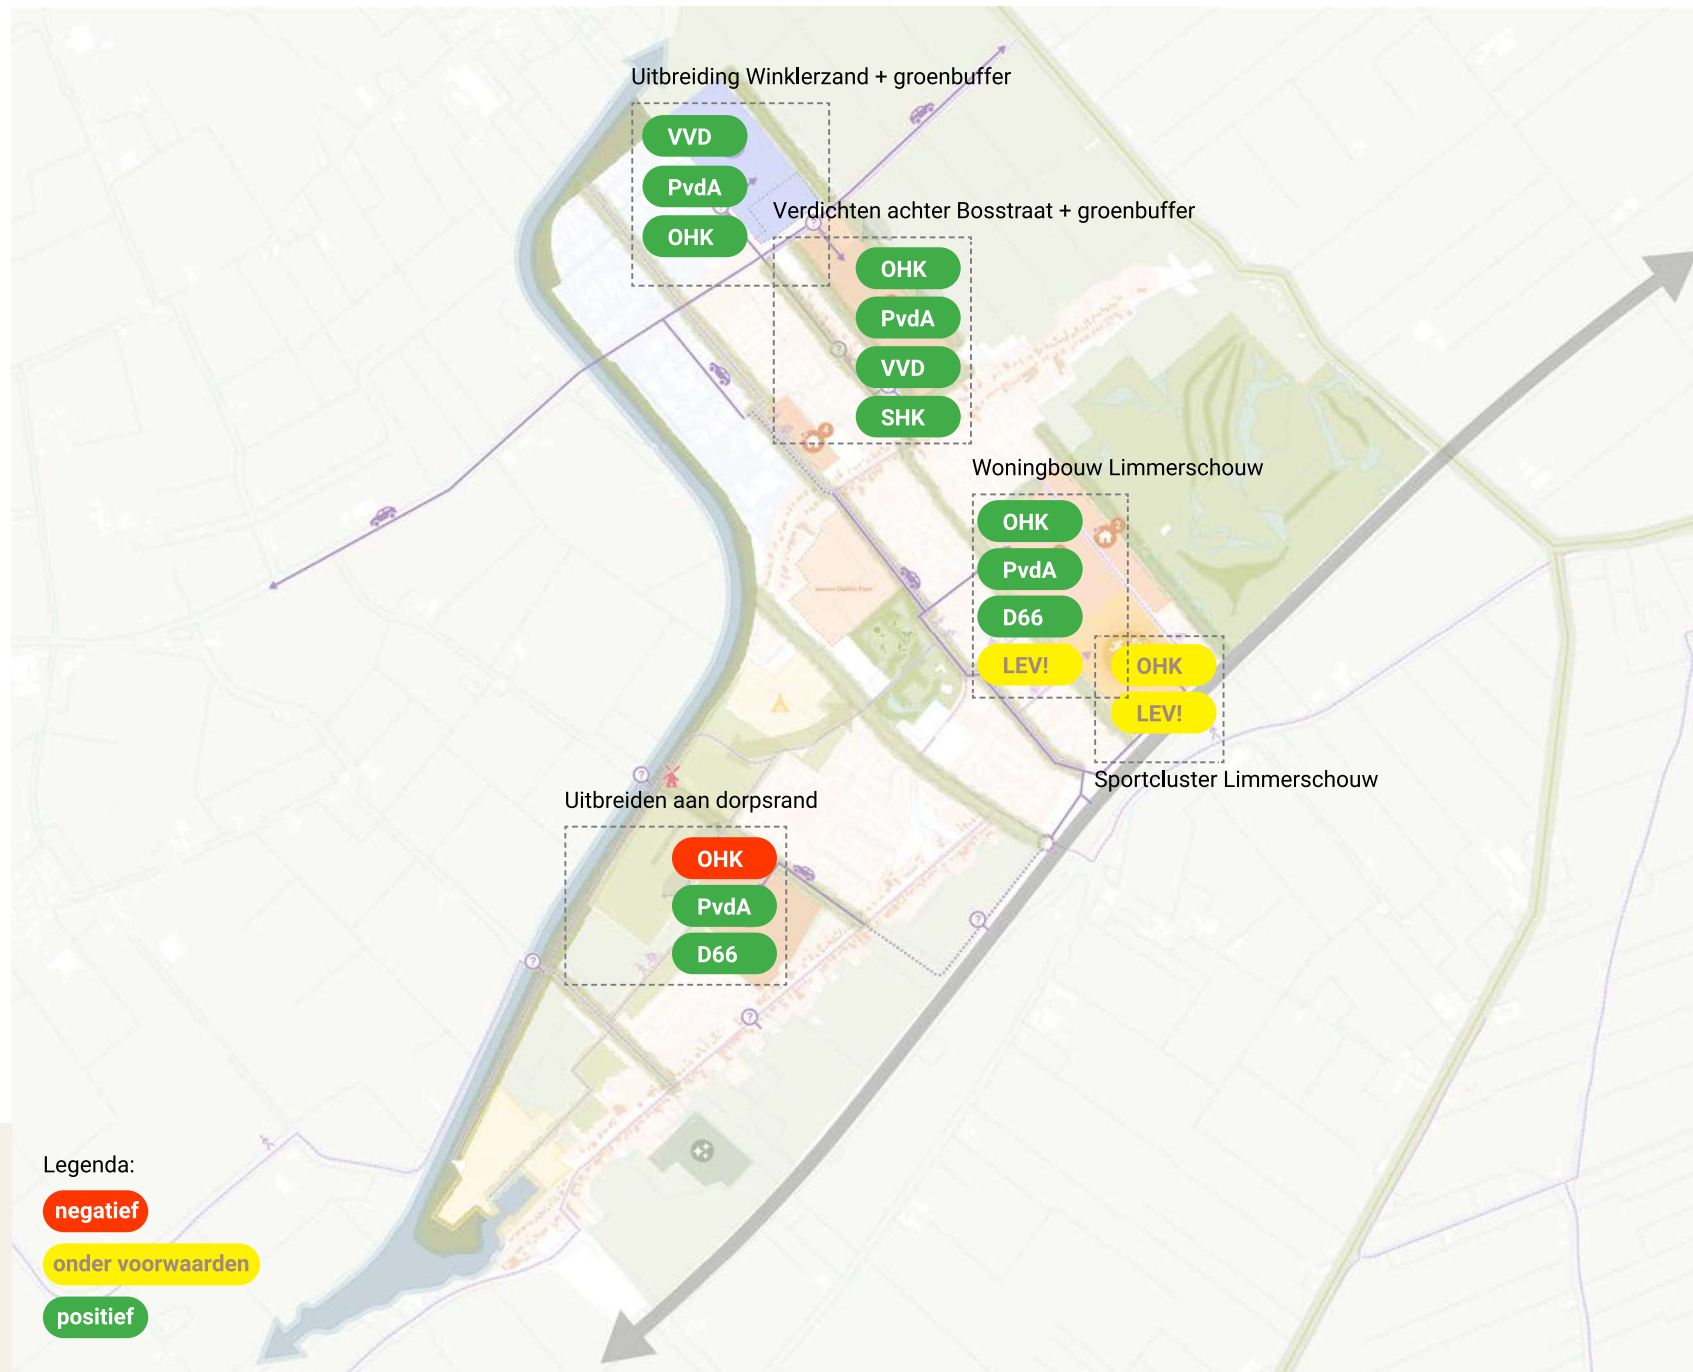 Uitbreiding Winklerzand + groenbuffer
VVD
PvdA
OHK
Verdichten achter Bosstraat + groenbuffer
OHK
PvdA
VVD
SHK
Woningbouw Limmerschouw
OHK
PvdA
D66
LEV!
OHK
LEV!
Sportcluster Limmerschouw
Uitbreiden aan dorpsrand
OHK
PvdA
D66
Legenda:
negatief
onder voorwaarden
positief